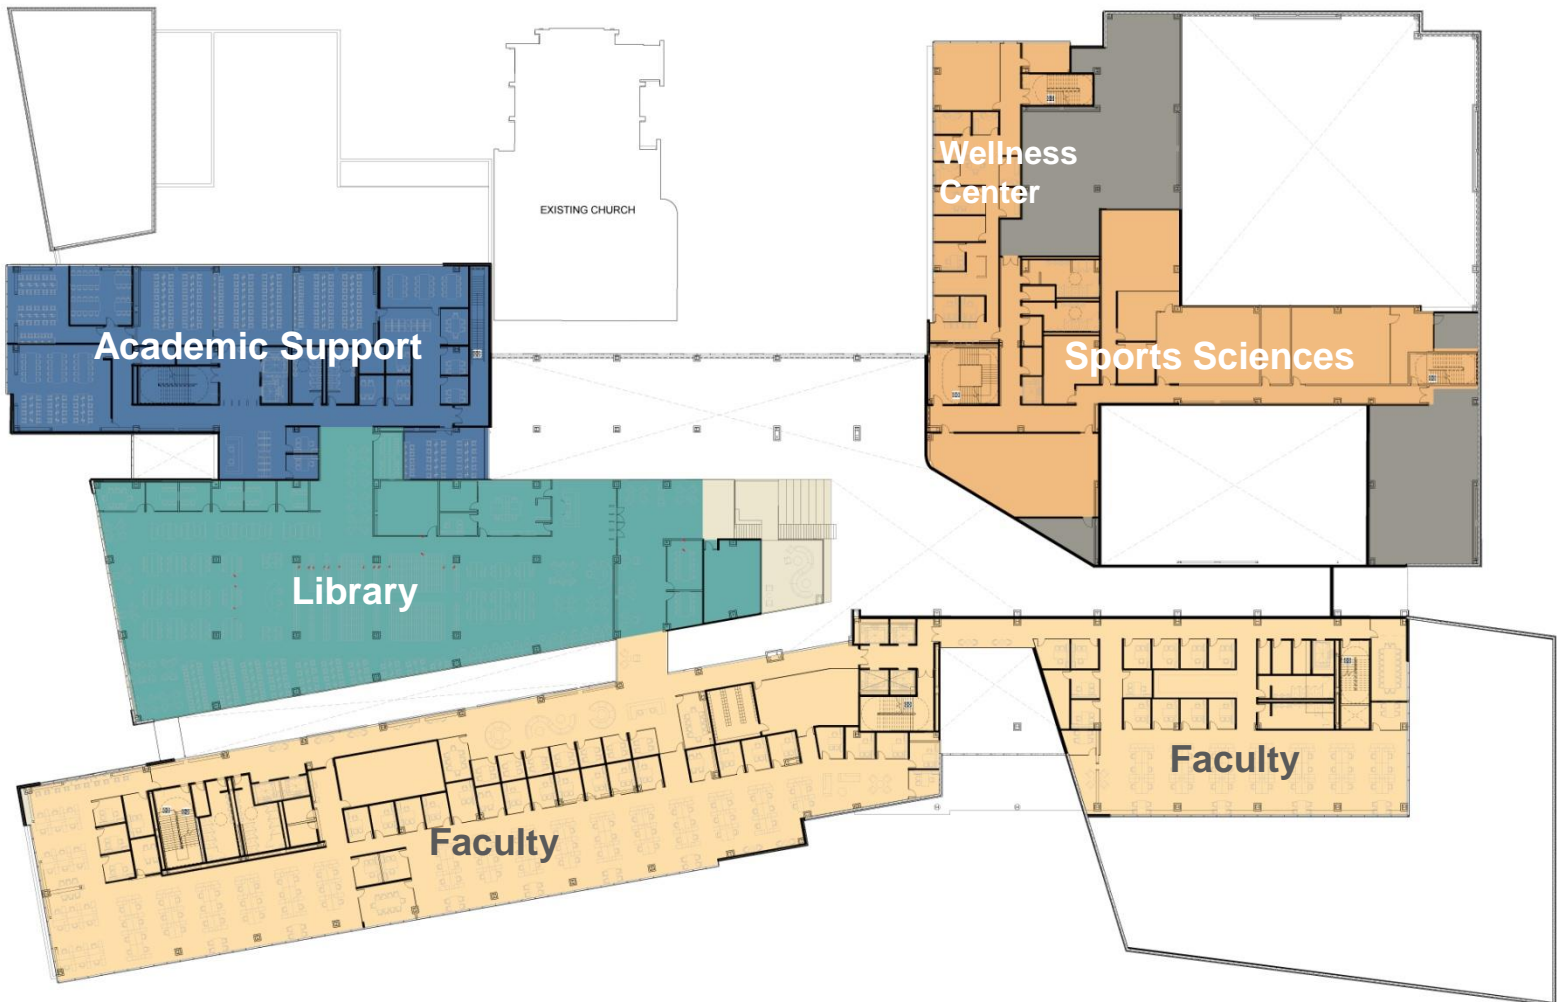 EXISTING CHURCH
Wellness
Center
Academic Support
Sports Sciences
Library
Faculty
Faculty